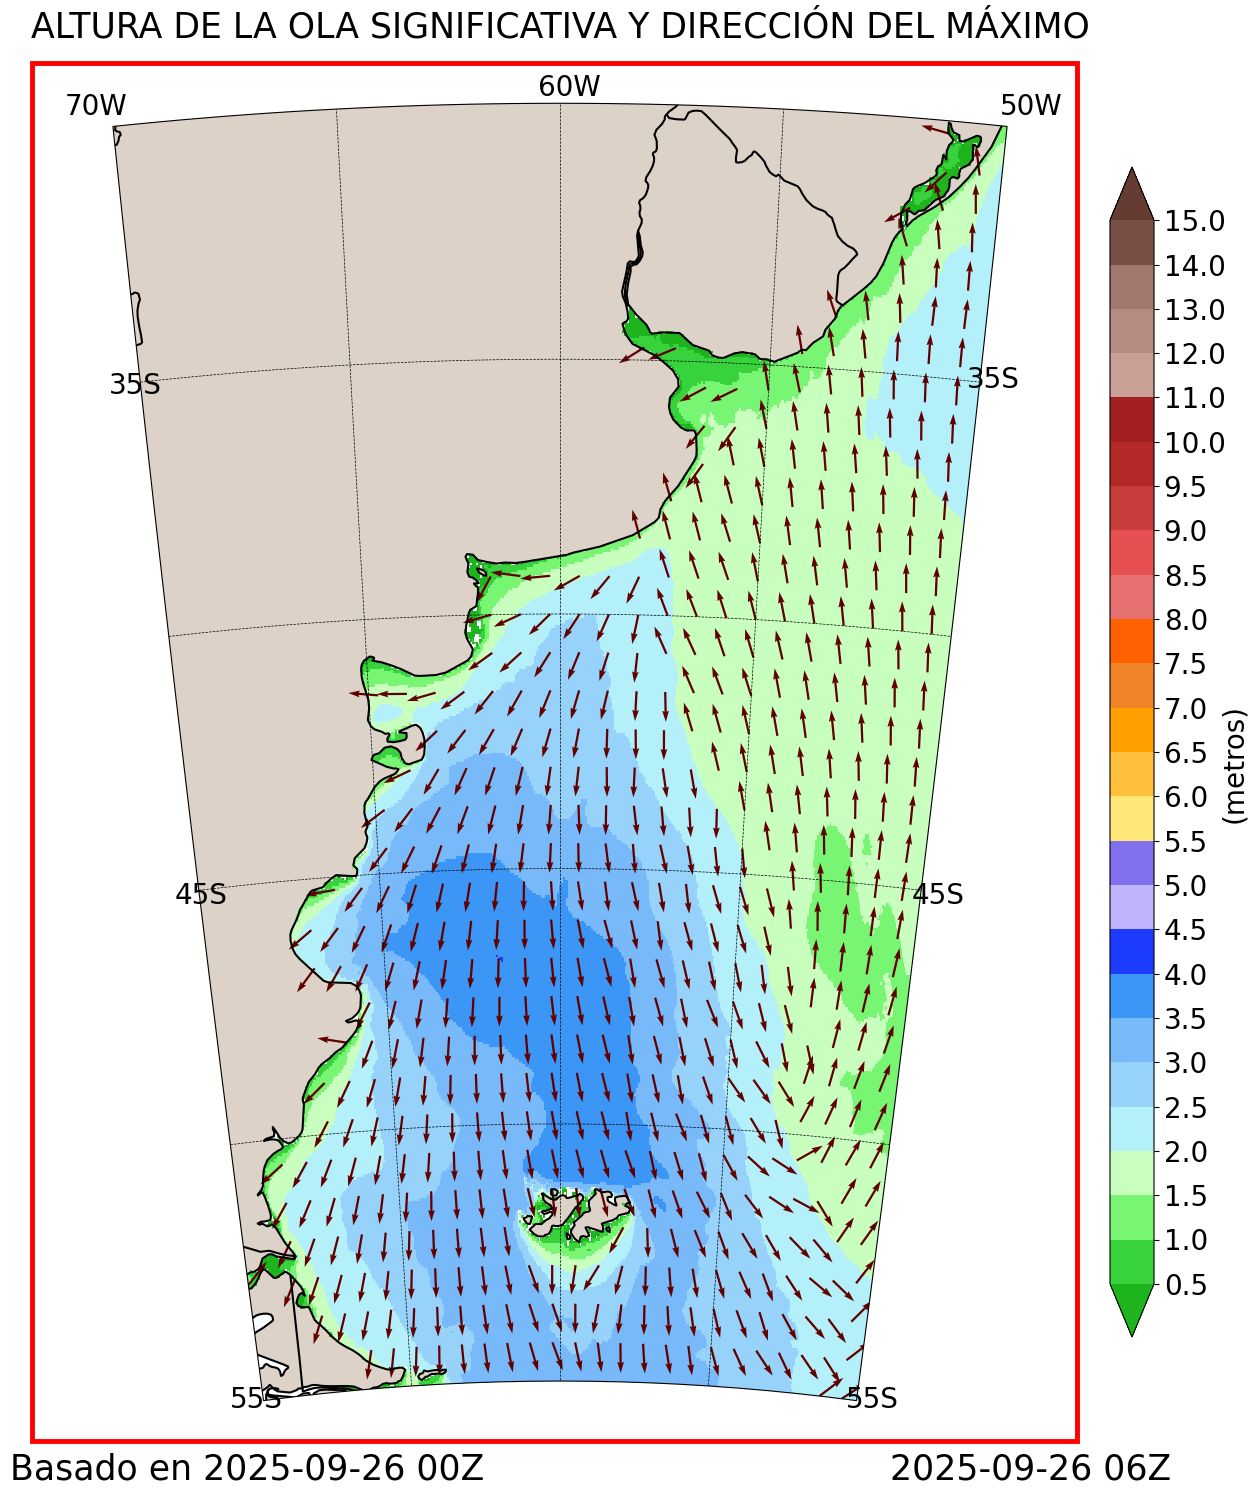 ALTURA DE LA OLA SIGNIFICATIVA Y DIRECCIÓN DEL MÁXIMO
70W
60W
50W
35S
35S
45S
45S
55S
55S
15.0
14.0
13.0
12.0
11.0
10.0
9.5
9.0
8.5
8.0
7.5
7.0
6.5
6.0
5.5
5.0
4.5
4.0
3.5
3.0
2.5
2.0
1.5
1.0
0.5
(metros)
Basado en 2025-09-26 00Z
2025-09-26 06Z